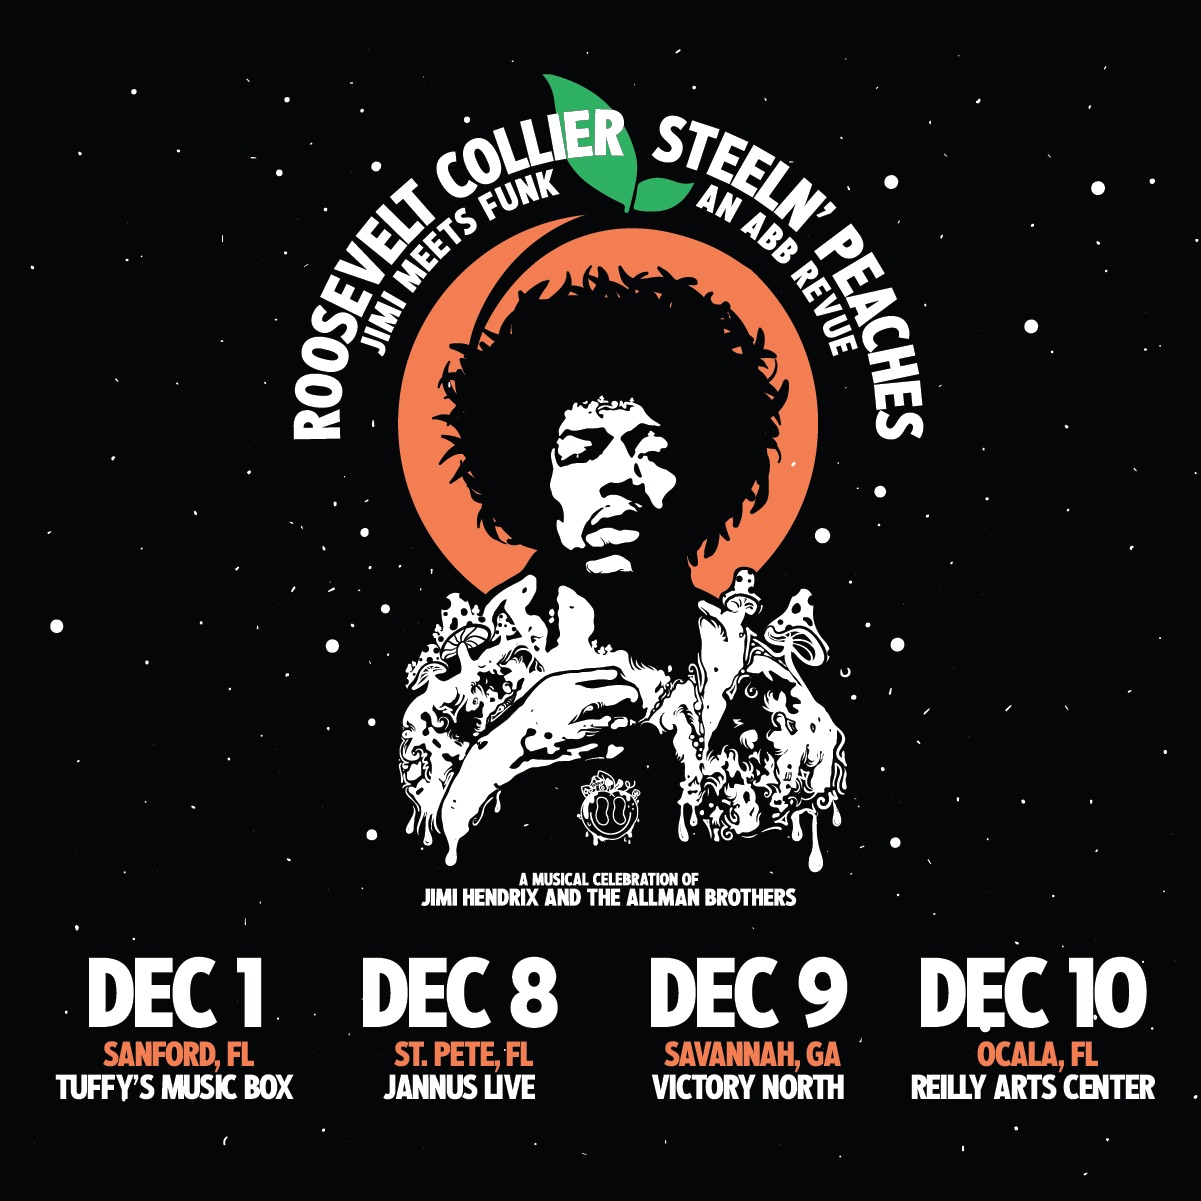 ROOSEVELT COLLIER
JIMI MEETS FUNK
STEELN' PEACHES
AN ABB REVUE
A MUSICAL CELEBRATION OF
JIMI HENDRIX AND THE ALLMAN BROTHERS
DEC 1
SANFORD, FL
TUFFY'S MUSIC BOX
DEC 8
ST. PETE, FL
JANNUS LIVE
DEC 9
SAVANNAH, GA
VICTORY NORTH
DEC 10
OCALA, FL
REILLY ARTS CENTER